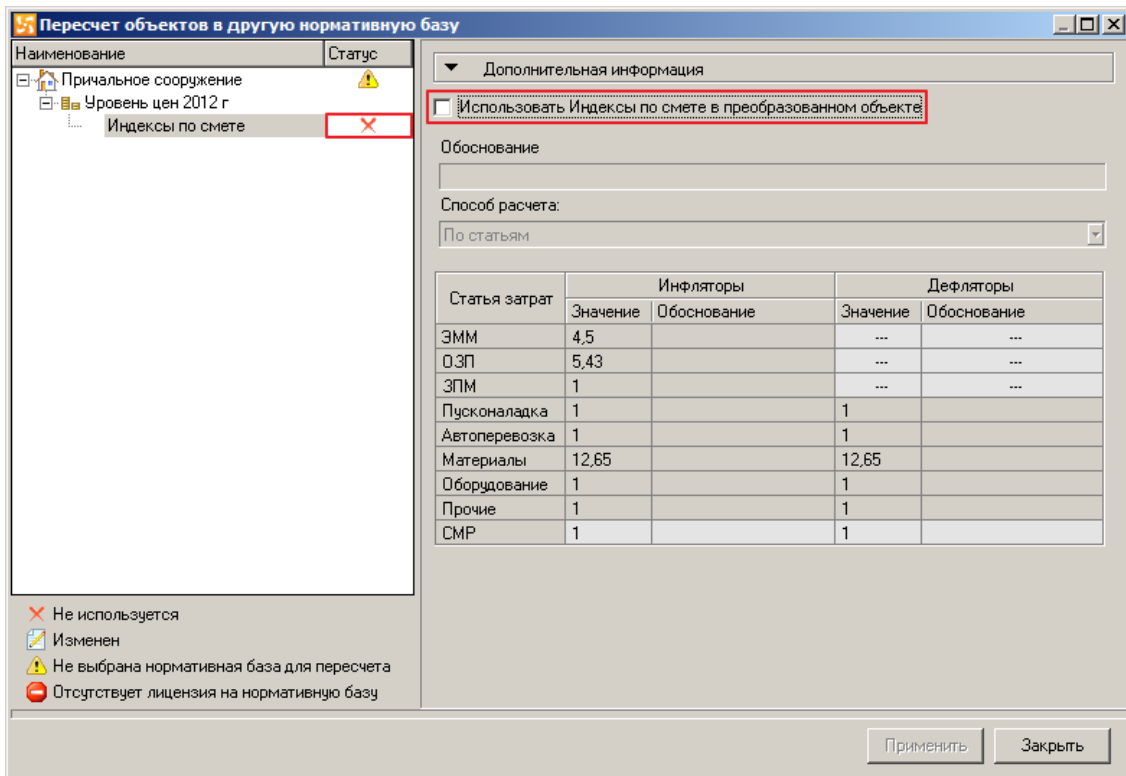 Пересчет объектов в другую нормативную базу
Наименование Статус
Причальное сооружение
Уровень цен 2012 г
Индексы по смете
Дополнительная информация
Использовать Индексы по смете в преобразованном объекте
Обоснование
Способ расчета:
По статьям
Статья затрат Инфляторы Дефляторы
Значение Обоснование Значение Обоснование
ЭММ 4,5 --- ---
ОЗП 5,43 --- ---
ЗПМ 1 --- ---
Пусконаладка 1 1
Автоперевозка 1 1
Материалы 12,65 12,65
Оборудование 1 1
Прочие 1 1
СМР 1 1
Не используется
Изменен
Не выбрана нормативная база для пересчета
Отсутствует лицензия на нормативную базу
Применить Закрыть